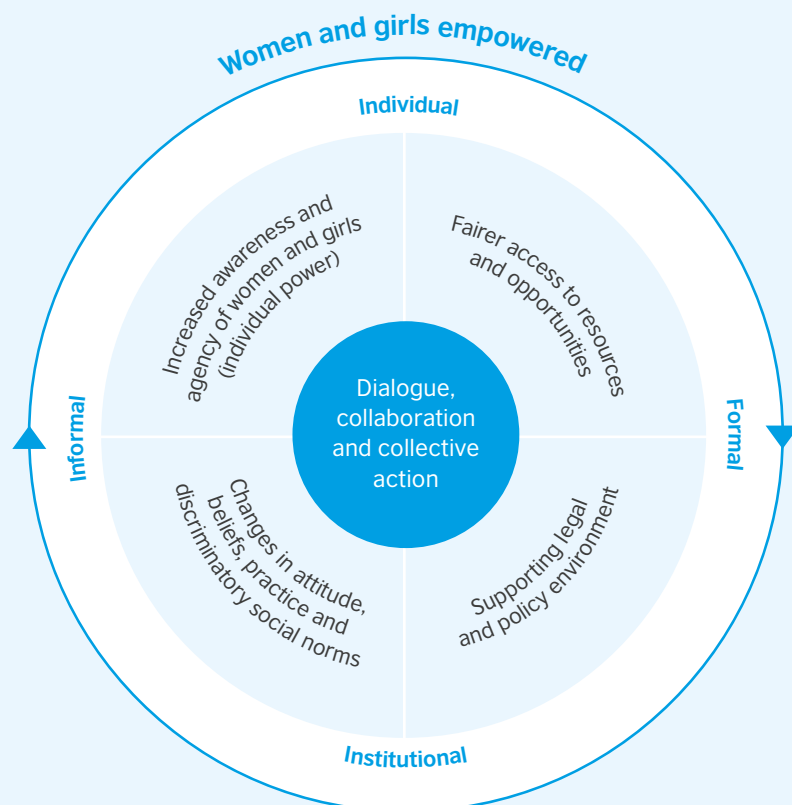 Women and girls empowered
Individual
Increased awareness and
agency of women and girls
(individual power)
Fairer access to resources
and opportunities
Informal
Dialogue,
collaboration
and collective
action
Formal
Changes in attitude,
beliefs, practice and
discriminatory social norms
Supporting legal
and policy environment
Institutional